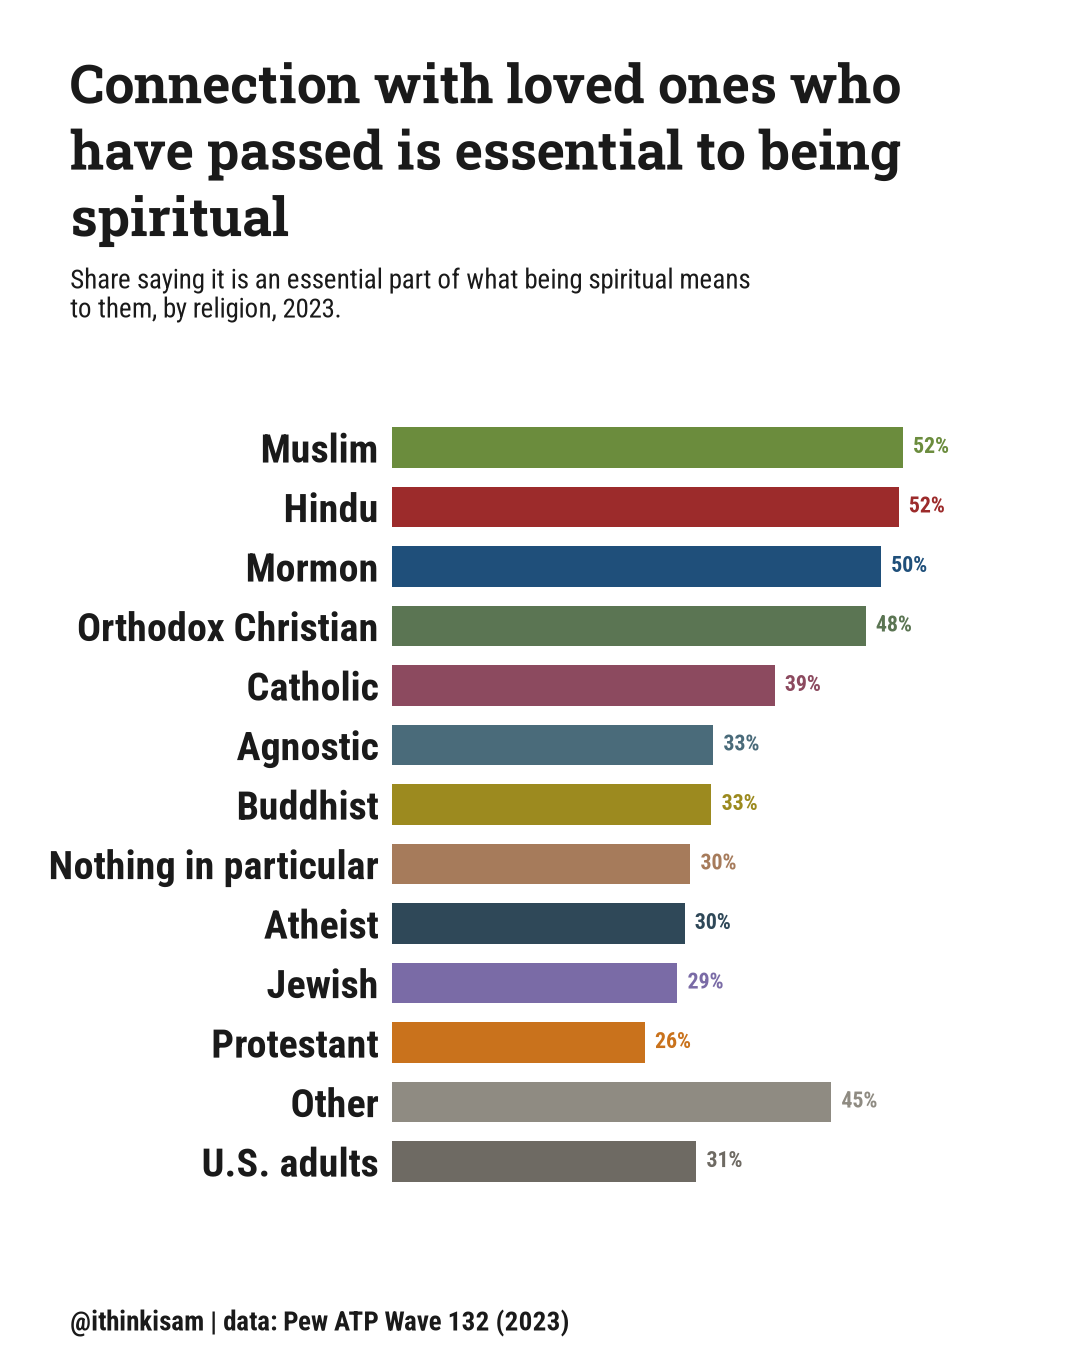 Connection with loved ones who
have passed is essential to being
spiritual
Share saying it is an essential part of what being spiritual means
to them, by religion, 2023.
Muslim 52%
Hindu 52%
Mormon 50%
Orthodox Christian 48%
Catholic 39%
Agnostic 33%
Buddhist 33%
Nothing in particular 30%
Atheist 30%
Jewish 29%
Protestant 26%
Other 45%
U.S. adults 31%
@ithinkisam | data: Pew ATP Wave 132 (2023)